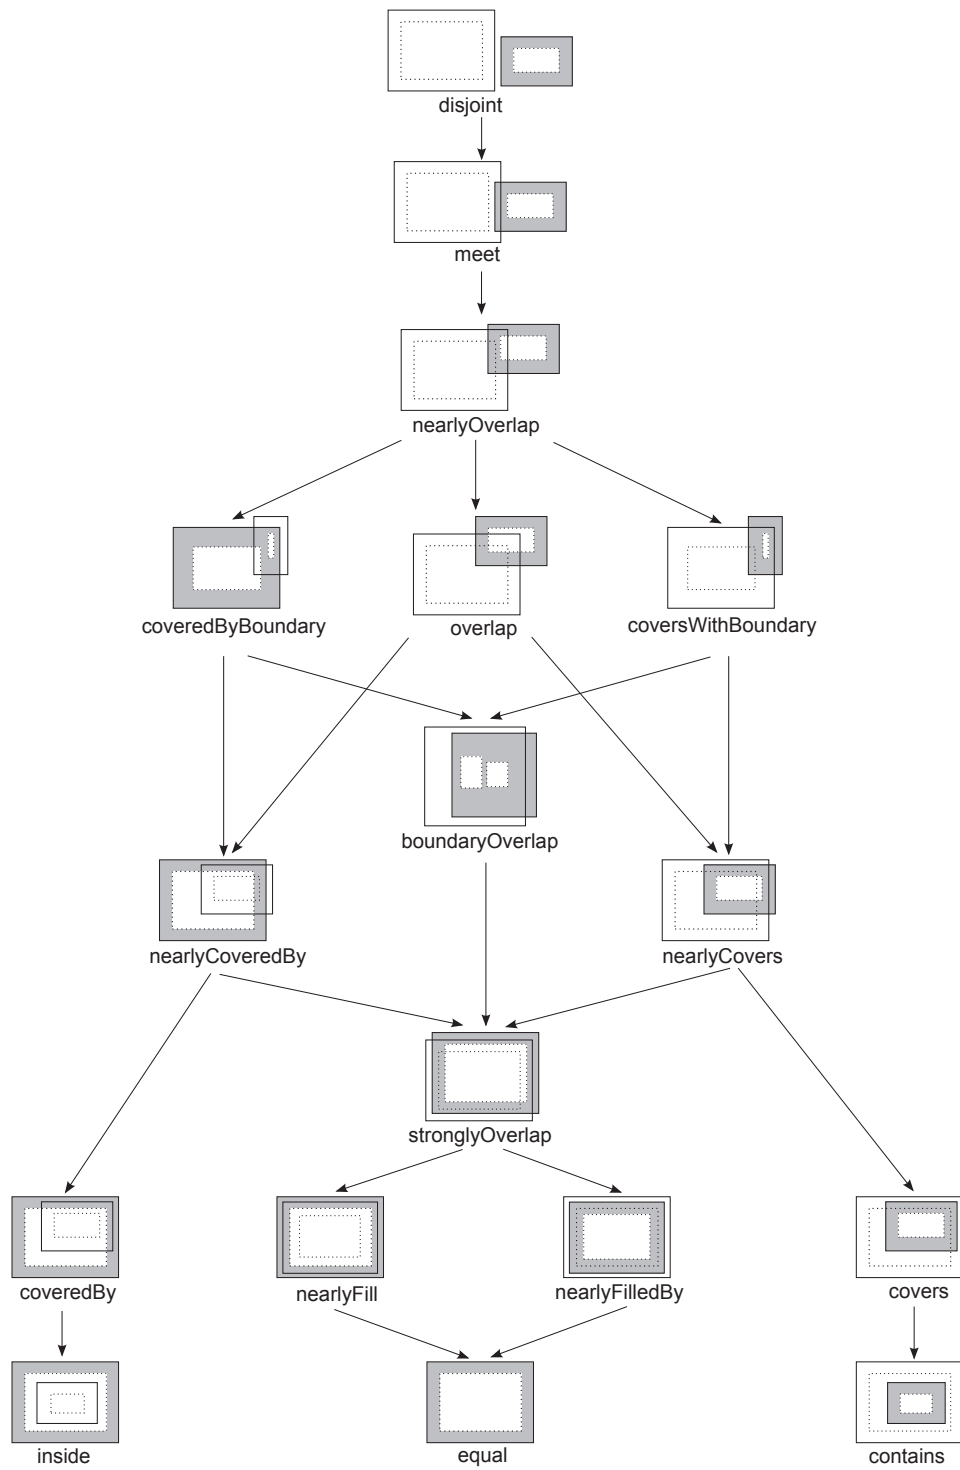 disjoint
meet
nearlyOverlap
coveredByBoundary
overlap
coversWithBoundary
boundaryOverlap
nearlyCoveredBy
nearlyCovers
stronglyOverlap
coveredBy
nearlyFill
nearlyFilledBy
covers
inside
equal
contains